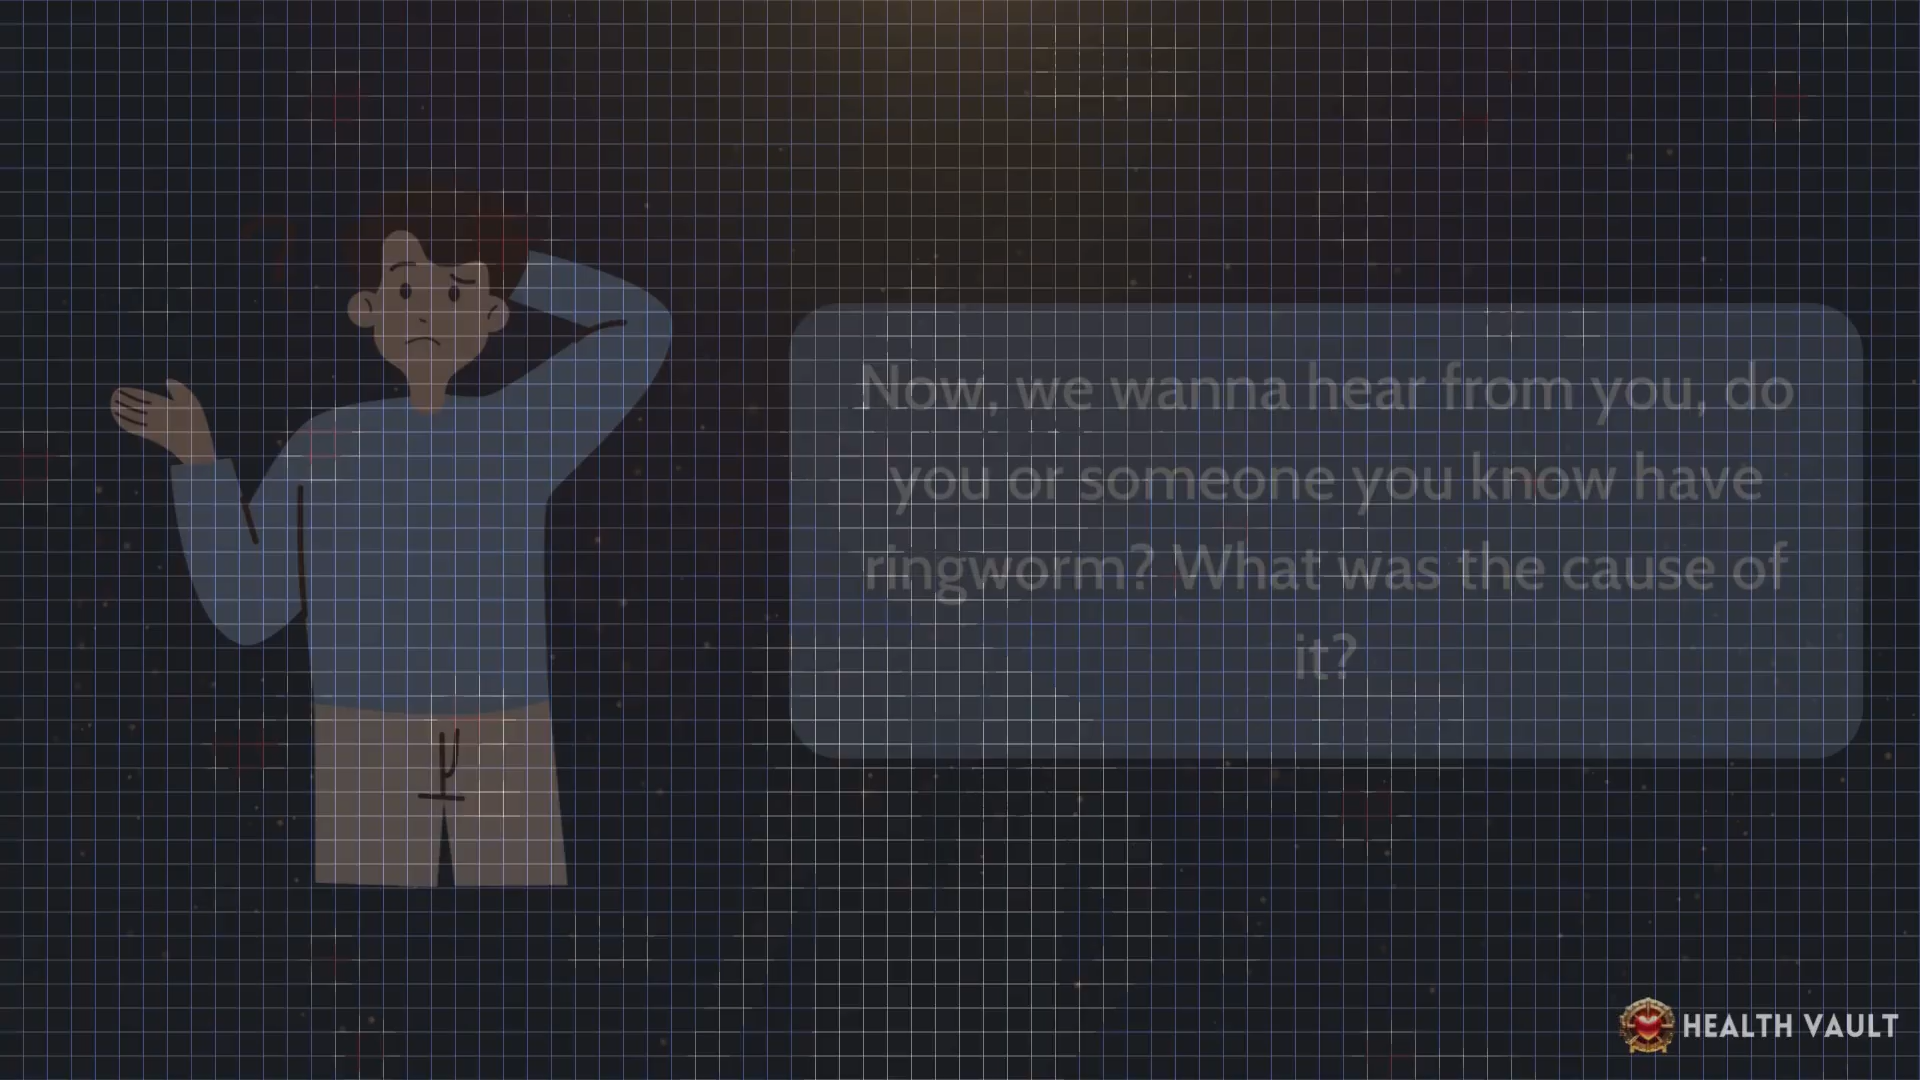 Now, we wanna hear from you, do
you or someone you know have
ringworm? What was the cause of
it?
HEALTH VAULT